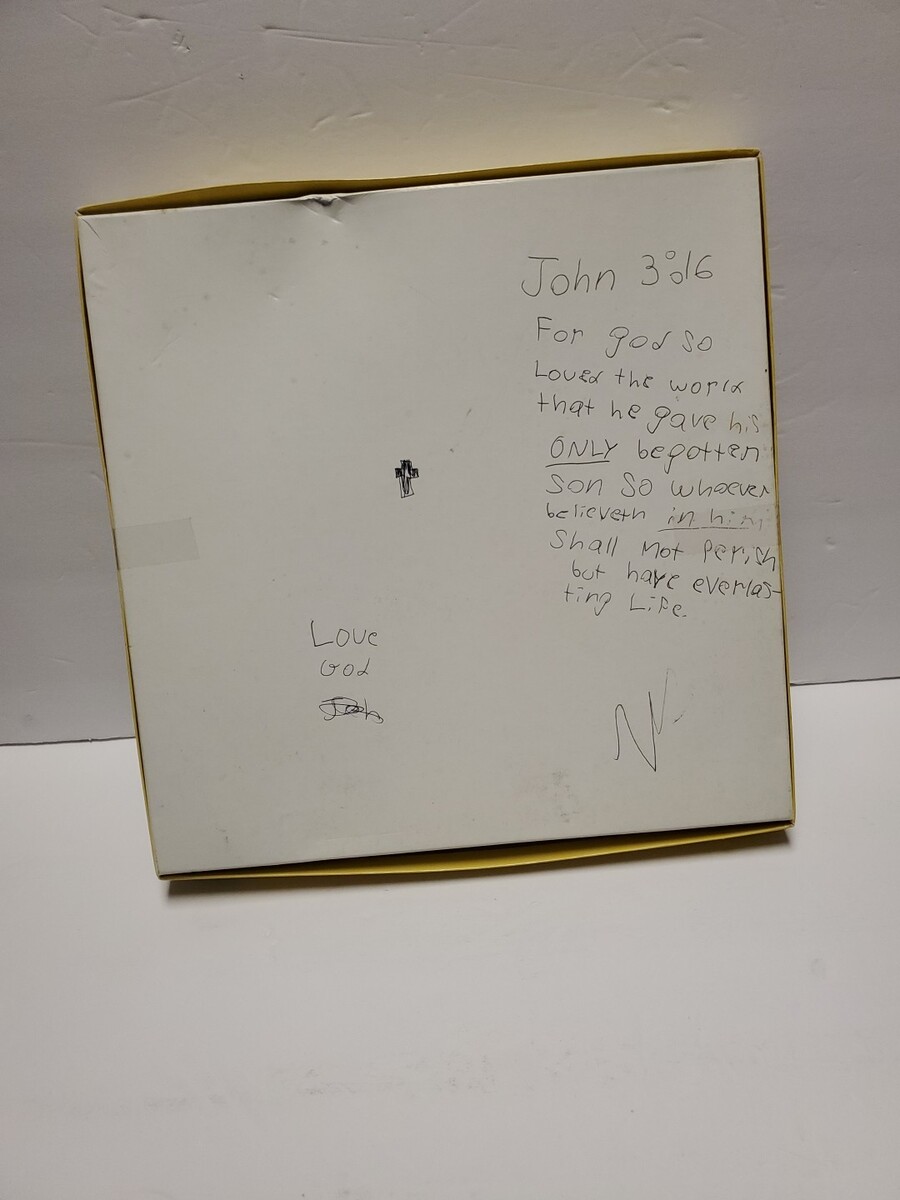 John 3:16
For god so
Loved the world
that he gave his
ONLY begotten
son so whoever
believeth in him
Shall not Perish
but have everlas-
ting Life.
Love
God